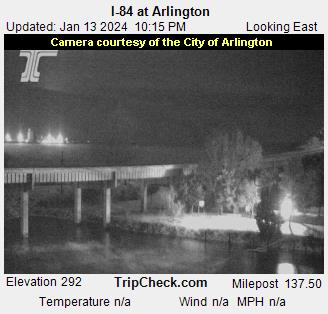 I-84 at Arlington
Updated: Jan 13 2024 10:15 PM Looking East
Camera courtesy of the City of Arlington
Elevation 292 TripCheck.com Milepost 137.50
Temperature n/a Wind n/a MPH n/a